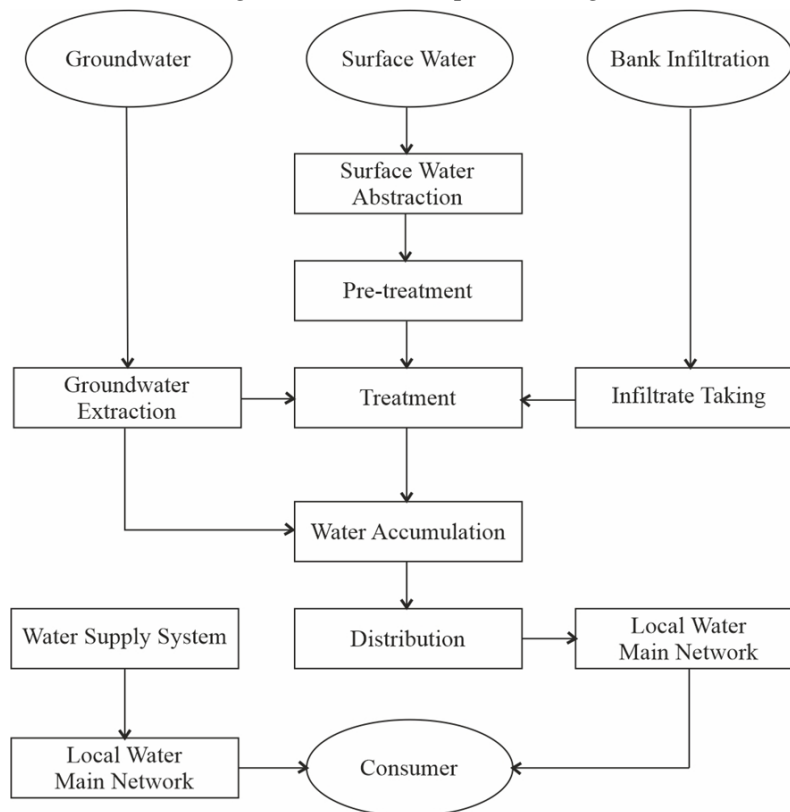 Groundwater
Surface Water
Bank Infiltration
Surface Water
Abstraction
Pre-treatment
Groundwater
Extraction
Treatment
Infiltrate Taking
Water Accumulation
Water Supply System
Distribution
Local Water
Main Network
Local Water
Main Network
Consumer